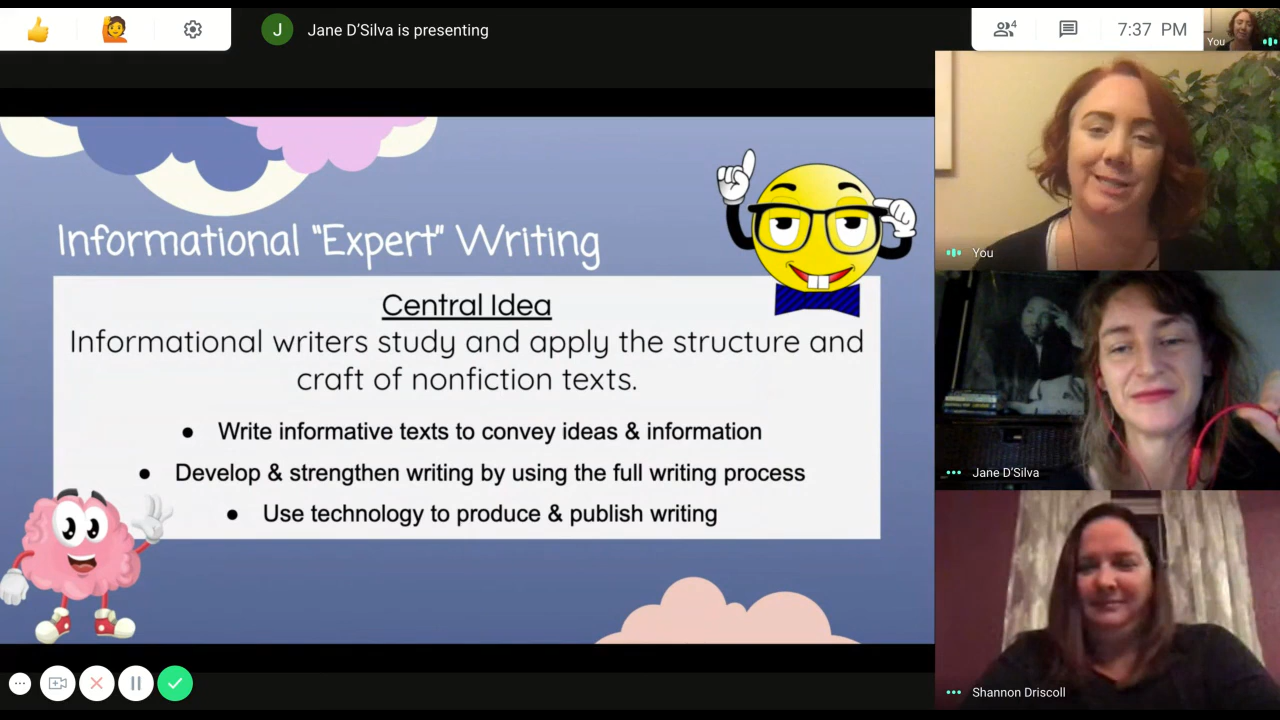 J
Jane D'Silva is presenting
4
7:37 PM
You
Informational "Expert" Writing
Central Idea
Informational writers study and apply the structure and
craft of nonfiction texts.
● Write informative texts to convey ideas & information
● Develop & strengthen writing by using the full writing process
● Use technology to produce & publish writing
You
Jane D'Silva
Shannon Driscoll